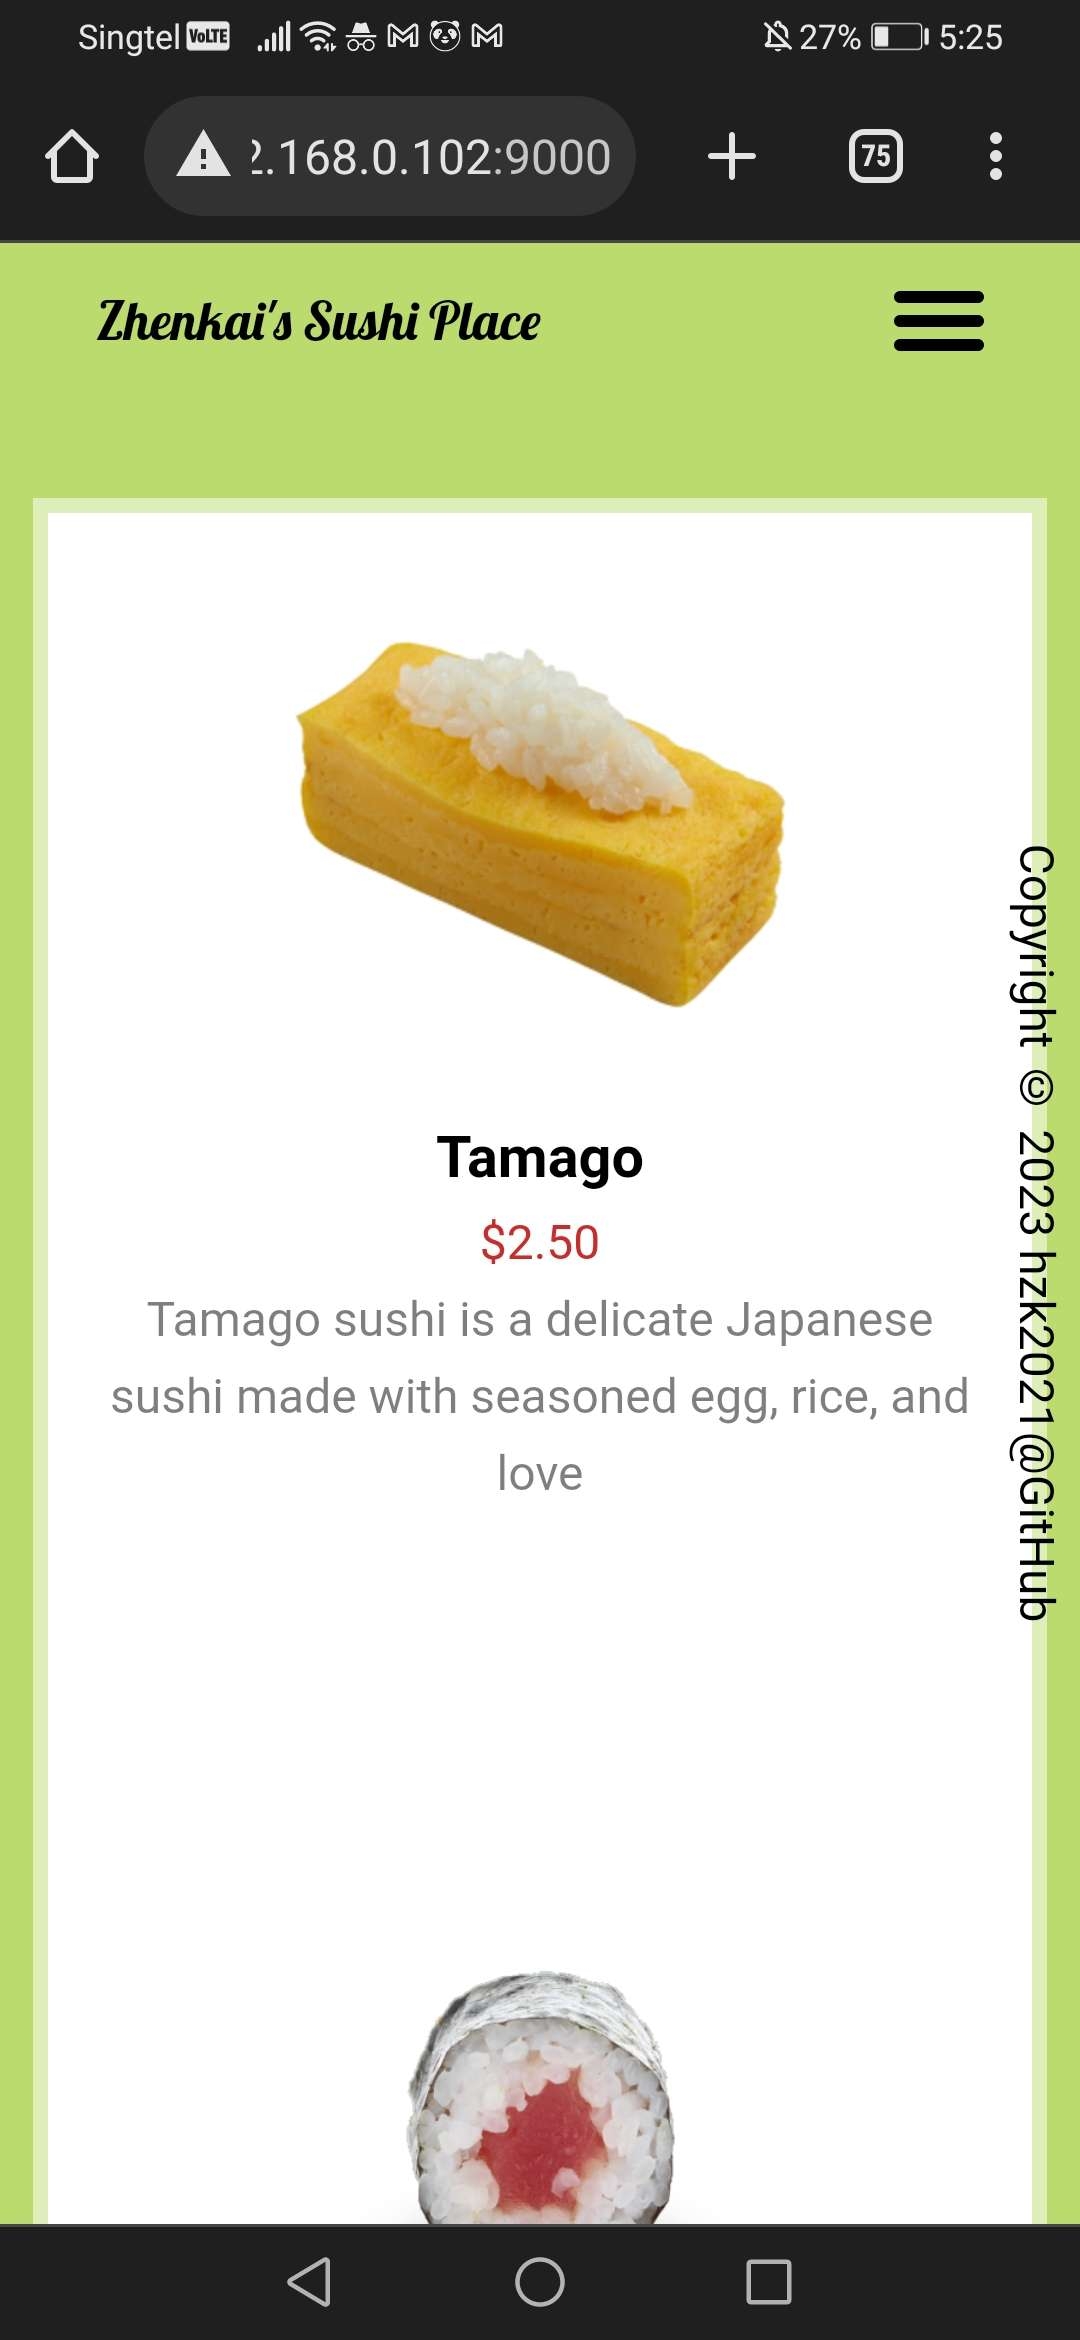 Singtel VoLTE 27% 5:25
2.168.0.102:9000 75
Zhenkai's Sushi Place
Tamago
$2.50
Tamago sushi is a delicate Japanese
sushi made with seasoned egg, rice, and
love
Copyright © 2023 hzk2021@GitHub